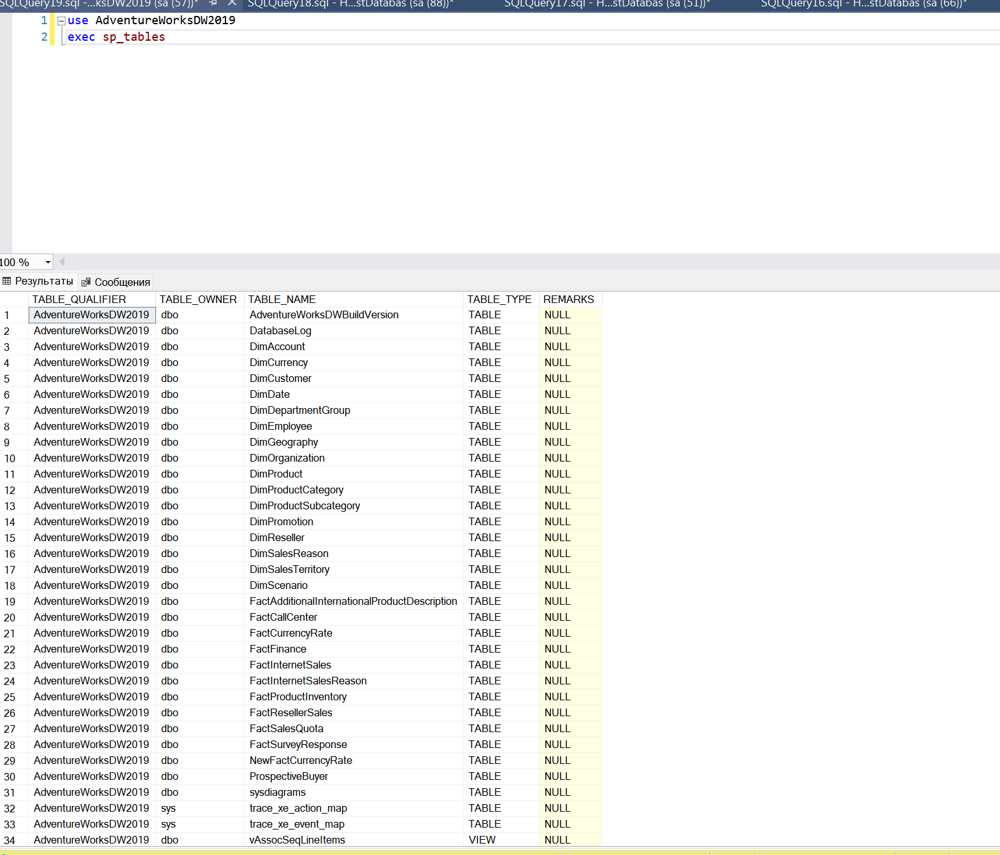 SQLQuery19.sql -...ksDW2019 (sa (57))* SQLQuery18.sql - H...stDatabas (sa (88))* SQLQuery17.sql - H...stDatabas (sa (51))* SQLQuery16.sql - H...stDatabas (sa (66))*
1 use AdventureWorksDW2019
2 exec sp_tables
100 %
Результаты Сообщения
TABLE_QUALIFIER TABLE_OWNER TABLE_NAME TABLE_TYPE REMARKS
1 AdventureWorksDW2019 dbo AdventureWorksDWBuildVersion TABLE NULL
2 AdventureWorksDW2019 dbo DatabaseLog TABLE NULL
3 AdventureWorksDW2019 dbo DimAccount TABLE NULL
4 AdventureWorksDW2019 dbo DimCurrency TABLE NULL
5 AdventureWorksDW2019 dbo DimCustomer TABLE NULL
6 AdventureWorksDW2019 dbo DimDate TABLE NULL
7 AdventureWorksDW2019 dbo DimDepartmentGroup TABLE NULL
8 AdventureWorksDW2019 dbo DimEmployee TABLE NULL
9 AdventureWorksDW2019 dbo DimGeography TABLE NULL
10 AdventureWorksDW2019 dbo DimOrganization TABLE NULL
11 AdventureWorksDW2019 dbo DimProduct TABLE NULL
12 AdventureWorksDW2019 dbo DimProductCategory TABLE NULL
13 AdventureWorksDW2019 dbo DimProductSubcategory TABLE NULL
14 AdventureWorksDW2019 dbo DimPromotion TABLE NULL
15 AdventureWorksDW2019 dbo DimReseller TABLE NULL
16 AdventureWorksDW2019 dbo DimSalesReason TABLE NULL
17 AdventureWorksDW2019 dbo DimSalesTerritory TABLE NULL
18 AdventureWorksDW2019 dbo DimScenario TABLE NULL
19 AdventureWorksDW2019 dbo FactAdditionalInternationalProductDescription TABLE NULL
20 AdventureWorksDW2019 dbo FactCallCenter TABLE NULL
21 AdventureWorksDW2019 dbo FactCurrencyRate TABLE NULL
22 AdventureWorksDW2019 dbo FactFinance TABLE NULL
23 AdventureWorksDW2019 dbo FactInternetSales TABLE NULL
24 AdventureWorksDW2019 dbo FactInternetSalesReason TABLE NULL
25 AdventureWorksDW2019 dbo FactProductInventory TABLE NULL
26 AdventureWorksDW2019 dbo FactResellerSales TABLE NULL
27 AdventureWorksDW2019 dbo FactSalesQuota TABLE NULL
28 AdventureWorksDW2019 dbo FactSurveyResponse TABLE NULL
29 AdventureWorksDW2019 dbo NewFactCurrencyRate TABLE NULL
30 AdventureWorksDW2019 dbo ProspectiveBuyer TABLE NULL
31 AdventureWorksDW2019 dbo sysdiagrams TABLE NULL
32 AdventureWorksDW2019 sys trace_xe_action_map TABLE NULL
33 AdventureWorksDW2019 sys trace_xe_event_map TABLE NULL
34 AdventureWorksDW2019 dbo vAssocSeqLineItems VIEW NULL